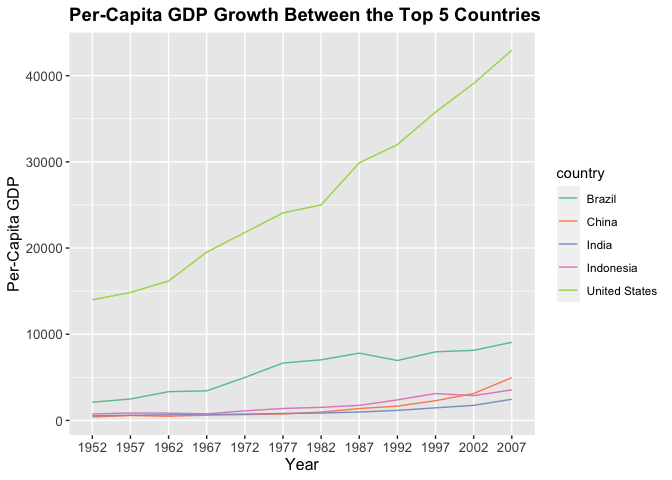 Per-Capita GDP Growth Between the Top 5 Countries
Per-Capita GDP
40000
30000
20000
10000
0
1952 1957 1962 1967 1972 1977 1982 1987 1992 1997 2002 2007
Year
country
Brazil
China
India
Indonesia
United States